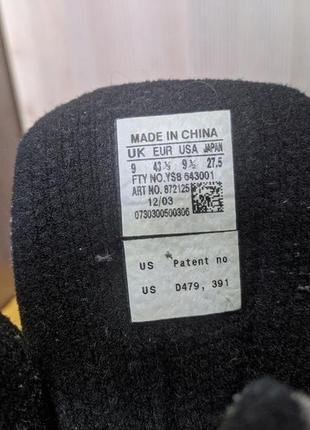 MADE IN CHINA
UK EUR USA JAPAN
9 43 ⅓ 9 ½ 27.5
FTY NO.YSB 643001
ART NO. 872125
12/03
0730300500306
US Patent no
US D479, 391